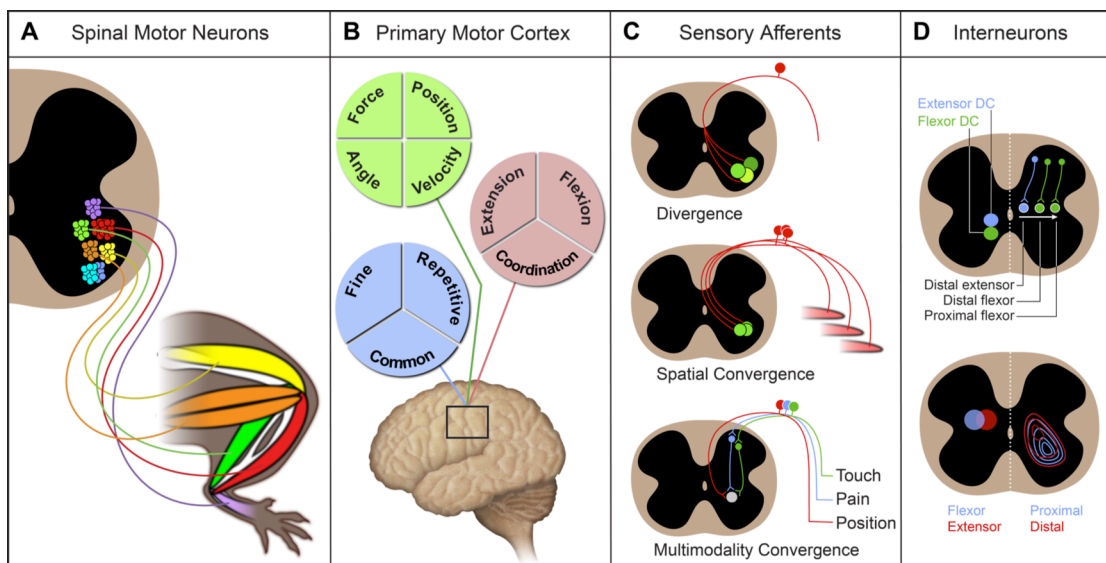 A Spinal Motor Neurons
B Primary Motor Cortex
Force
Position
Angle
Velocity
Extension
Flexion
Coordination
Fine
Repetitive
Common
C Sensory Afferents
Divergence
Spatial Convergence
Touch
Pain
Position
Multimodality Convergence
D Interneurons
Extensor DC
Flexor DC
Distal extensor
Distal flexor
Proximal flexor
Flexor Proximal
Extensor Distal